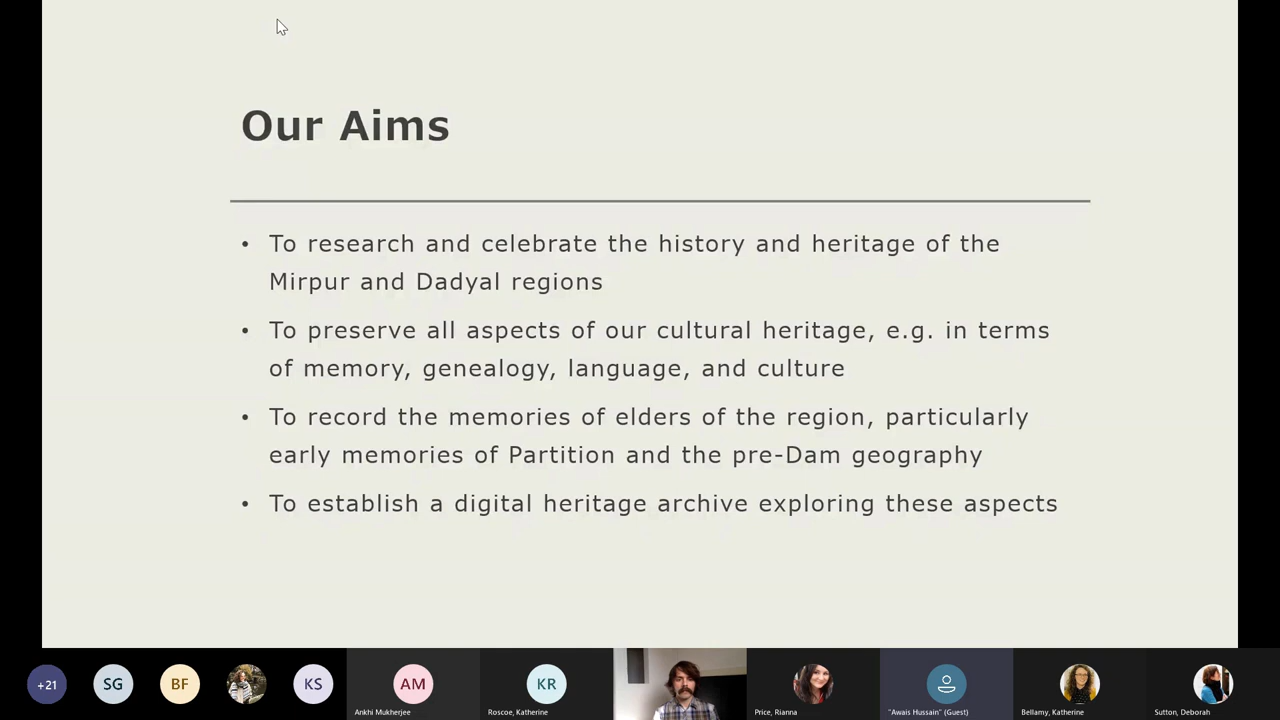 Our Aims
• To research and celebrate the history and heritage of the
Mirpur and Dadyal regions
• To preserve all aspects of our cultural heritage, e.g. in terms
of memory, genealogy, language, and culture
• To record the memories of elders of the region, particularly
early memories of Partition and the pre-Dam geography
• To establish a digital heritage archive exploring these aspects
+21 SG BF KS AM KR
Ankhi Mukherjee Roscoe, Katherine Price, Rianna "Awais Hussain" (Guest) Bellamy, Katherine Sutton, Deborah